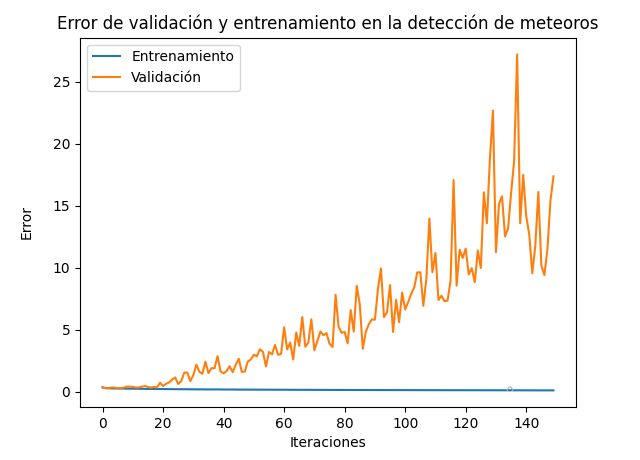 Error de validación y entrenamiento en la detección de meteoros
Entrenamiento
Validación
25
20
15
10
5
0
Error
0 20 40 60 80 100 120 140
Iteraciones